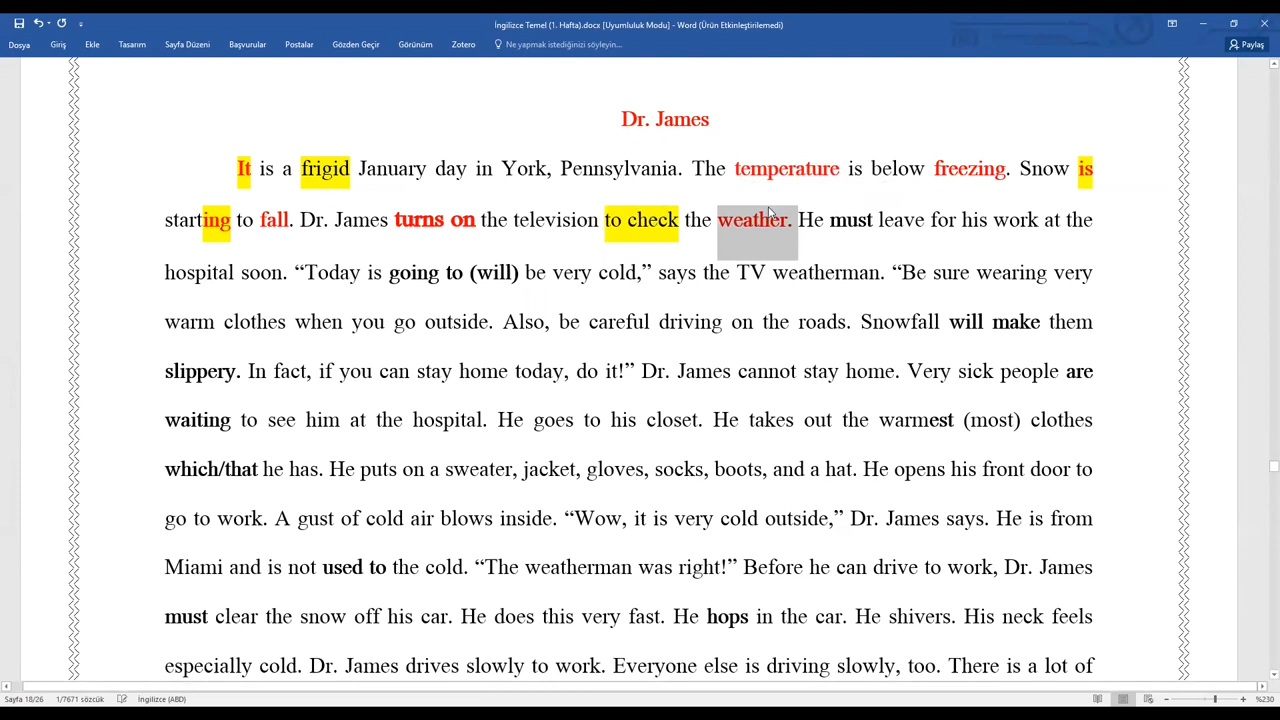 İngilizce Temel (1. Hafta).docx [Uyumluluk Modu] - Word (Ürün Etkinleştirilemedi)
Dosya Giriş Ekle Tasarım Sayfa Düzeni Başvurular Postalar Gözden Geçir Görünüm Zotero Ne yapmak istediğinizi söyleyin... Paylaş
Dr. James
It is a frigid January day in York, Pennsylvania. The temperature is below freezing. Snow is
starting to fall. Dr. James turns on the television to check the weather. He must leave for his work at the
hospital soon. “Today is going to (will) be very cold,” says the TV weatherman. “Be sure wearing very
warm clothes when you go outside. Also, be careful driving on the roads. Snowfall will make them
slippery. In fact, if you can stay home today, do it!” Dr. James cannot stay home. Very sick people are
waiting to see him at the hospital. He goes to his closet. He takes out the warmest (most) clothes
which/that he has. He puts on a sweater, jacket, gloves, socks, boots, and a hat. He opens his front door to
go to work. A gust of cold air blows inside. “Wow, it is very cold outside,” Dr. James says. He is from
Miami and is not used to the cold. “The weatherman was right!” Before he can drive to work, Dr. James
must clear the snow off his car. He does this very fast. He hops in the car. He shivers. His neck feels
especially cold. Dr. James drives slowly to work. Everyone else is driving slowly, too. There is a lot of
Sayfa 18/26 1/7671 sözcük İngilizce (ABD) %230